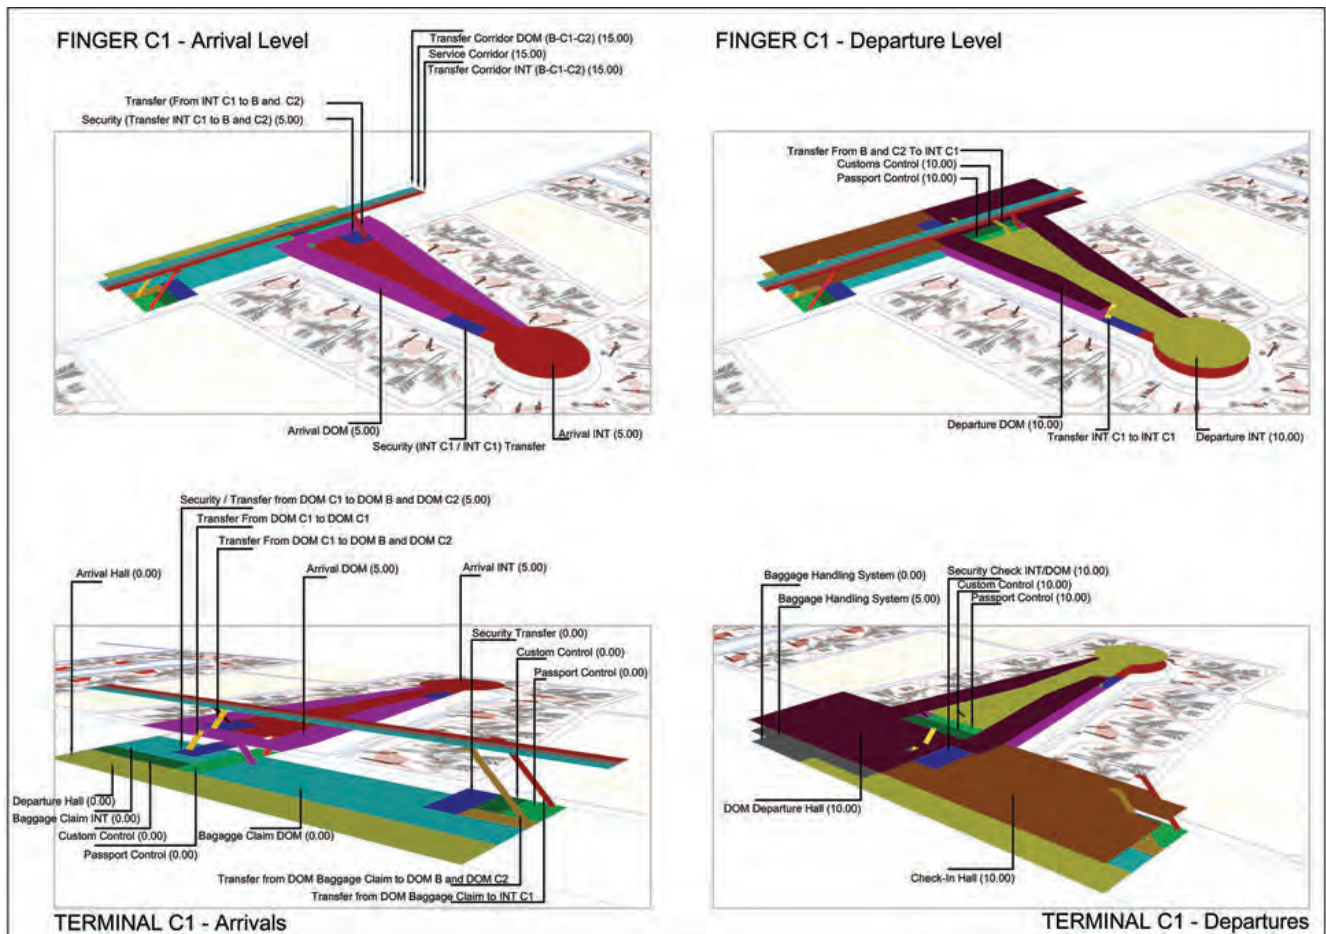 FINGER C1 - Arrival Level
Transfer Corridor DOM (B-C1-C2) (15.00)
Service Corridor (15.00)
Transfer Corridor INT (B-C1-C2) (15.00)
Transfer (From INT C1 to B and C2)
Security (Transfer INT C1 to B and C2) (5.00)
Arrival DOM (5.00)
Security (INT C1 / INT C1) Transfer
Arrival INT (5.00)
FINGER C1 - Departure Level
Transfer From B and C2 To INT C1
Customs Control (10.00)
Passport Control (10.00)
Departure DOM (10.00)
Transfer INT C1 to INT C1
Departure INT (10.00)
Security / Transfer from DOM C1 to DOM B and DOM C2 (5.00)
Transfer From DOM C1 to DOM C1
Transfer From DOM C1 to DOM B and DOM C2
Arrival Hall (0.00)
Arrival DOM (5.00)
Arrival INT (5.00)
Security Transfer (0.00)
Custom Control (0.00)
Passport Control (0.00)
Departure Hall (0.00)
Baggage Claim INT (0.00)
Custom Control (0.00)
Passport Control (0.00)
Bagagge Claim DOM (0.00)
Transfer from DOM Baggage Claim to DOM B and DOM C2
Transfer from DOM Baggage Claim to INT C1
TERMINAL C1 - Arrivals
Baggage Handling System (0.00)
Baggage Handling System (5.00)
Security Check INT/DOM (10.00)
Custom Control (10.00)
Passport Control (10.00)
DOM Departure Hall (10.00)
Check-In Hall (10.00)
TERMINAL C1 - Departures